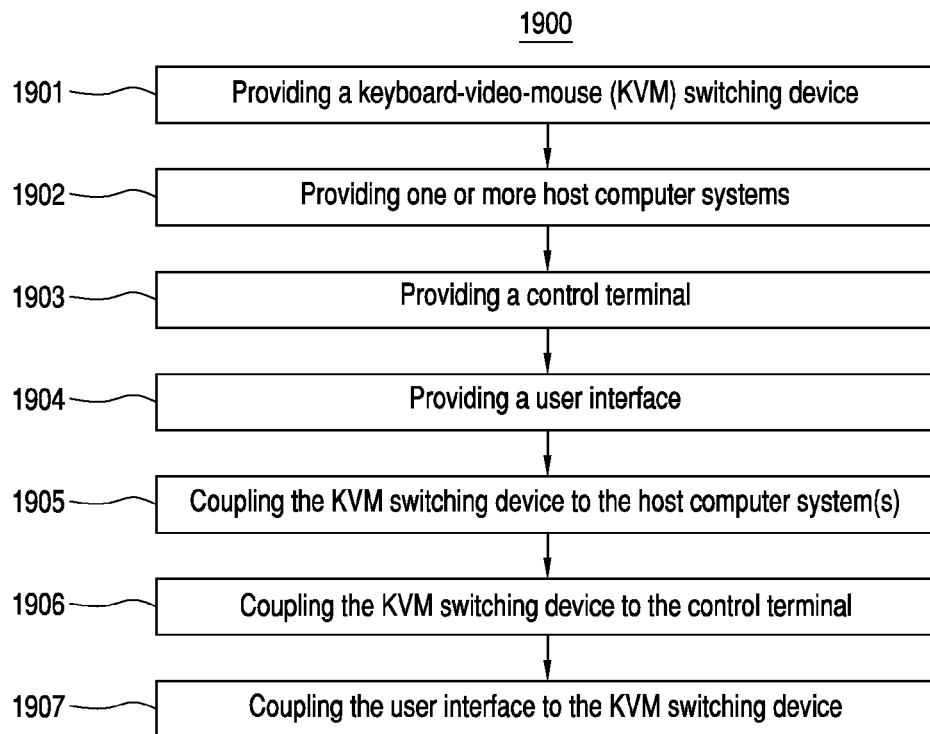 1900
1901 Providing a keyboard-video-mouse (KVM) switching device
1902 Providing one or more host computer systems
1903 Providing a control terminal
1904 Providing a user interface
1905 Coupling the KVM switching device to the host computer system(s)
1906 Coupling the KVM switching device to the control terminal
1907 Coupling the user interface to the KVM switching device